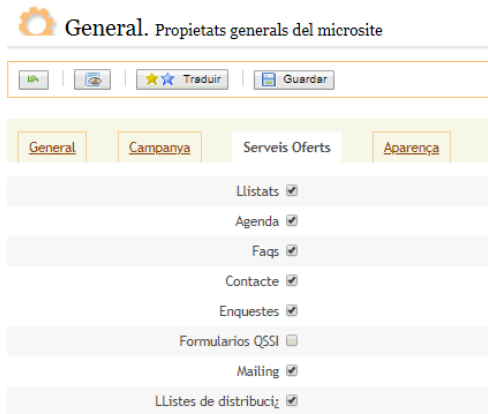 General. Propietats generals del microsite
Traduir Guardar
General Campanya Serveis Oferts Aparença
Llistats
Agenda
Faqs
Contacte
Enquestes
Formularios QSSI
Mailing
LListes de distribuci¿